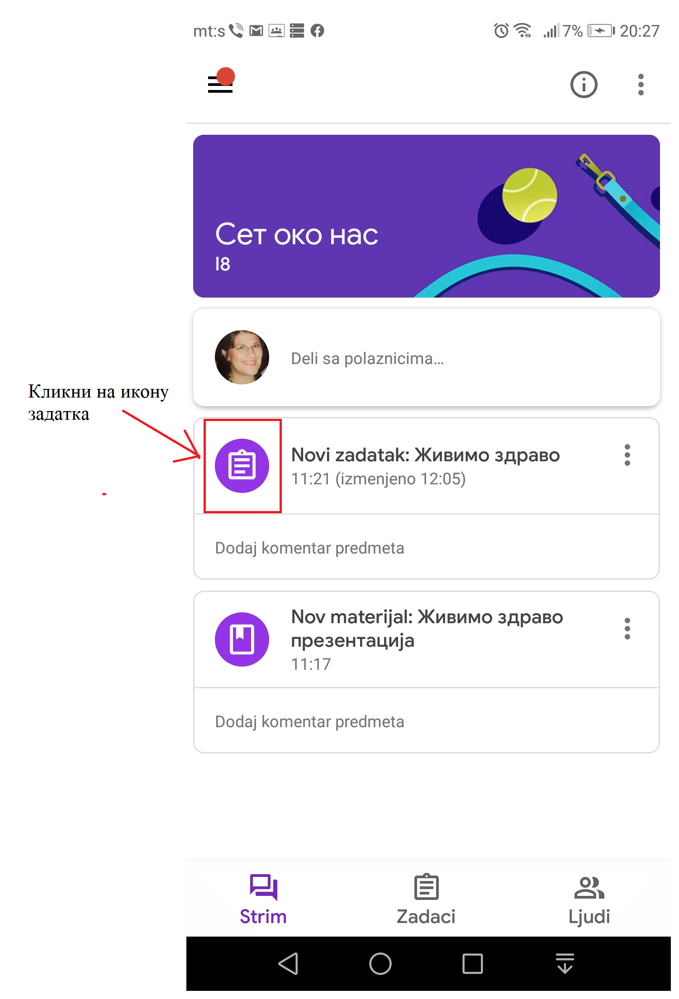 mt:s 7% 20:27
Сет око нас
I8
Deli sa polaznicima...
Кликни на икону
задатка
Novi zadatak: Живимо здраво
11:21 (izmenjeno 12:05)
Dodaj komentar predmeta
Nov materijal: Живимо здраво
презентација
11:17
Dodaj komentar predmeta
Strim Zadaci Ljudi